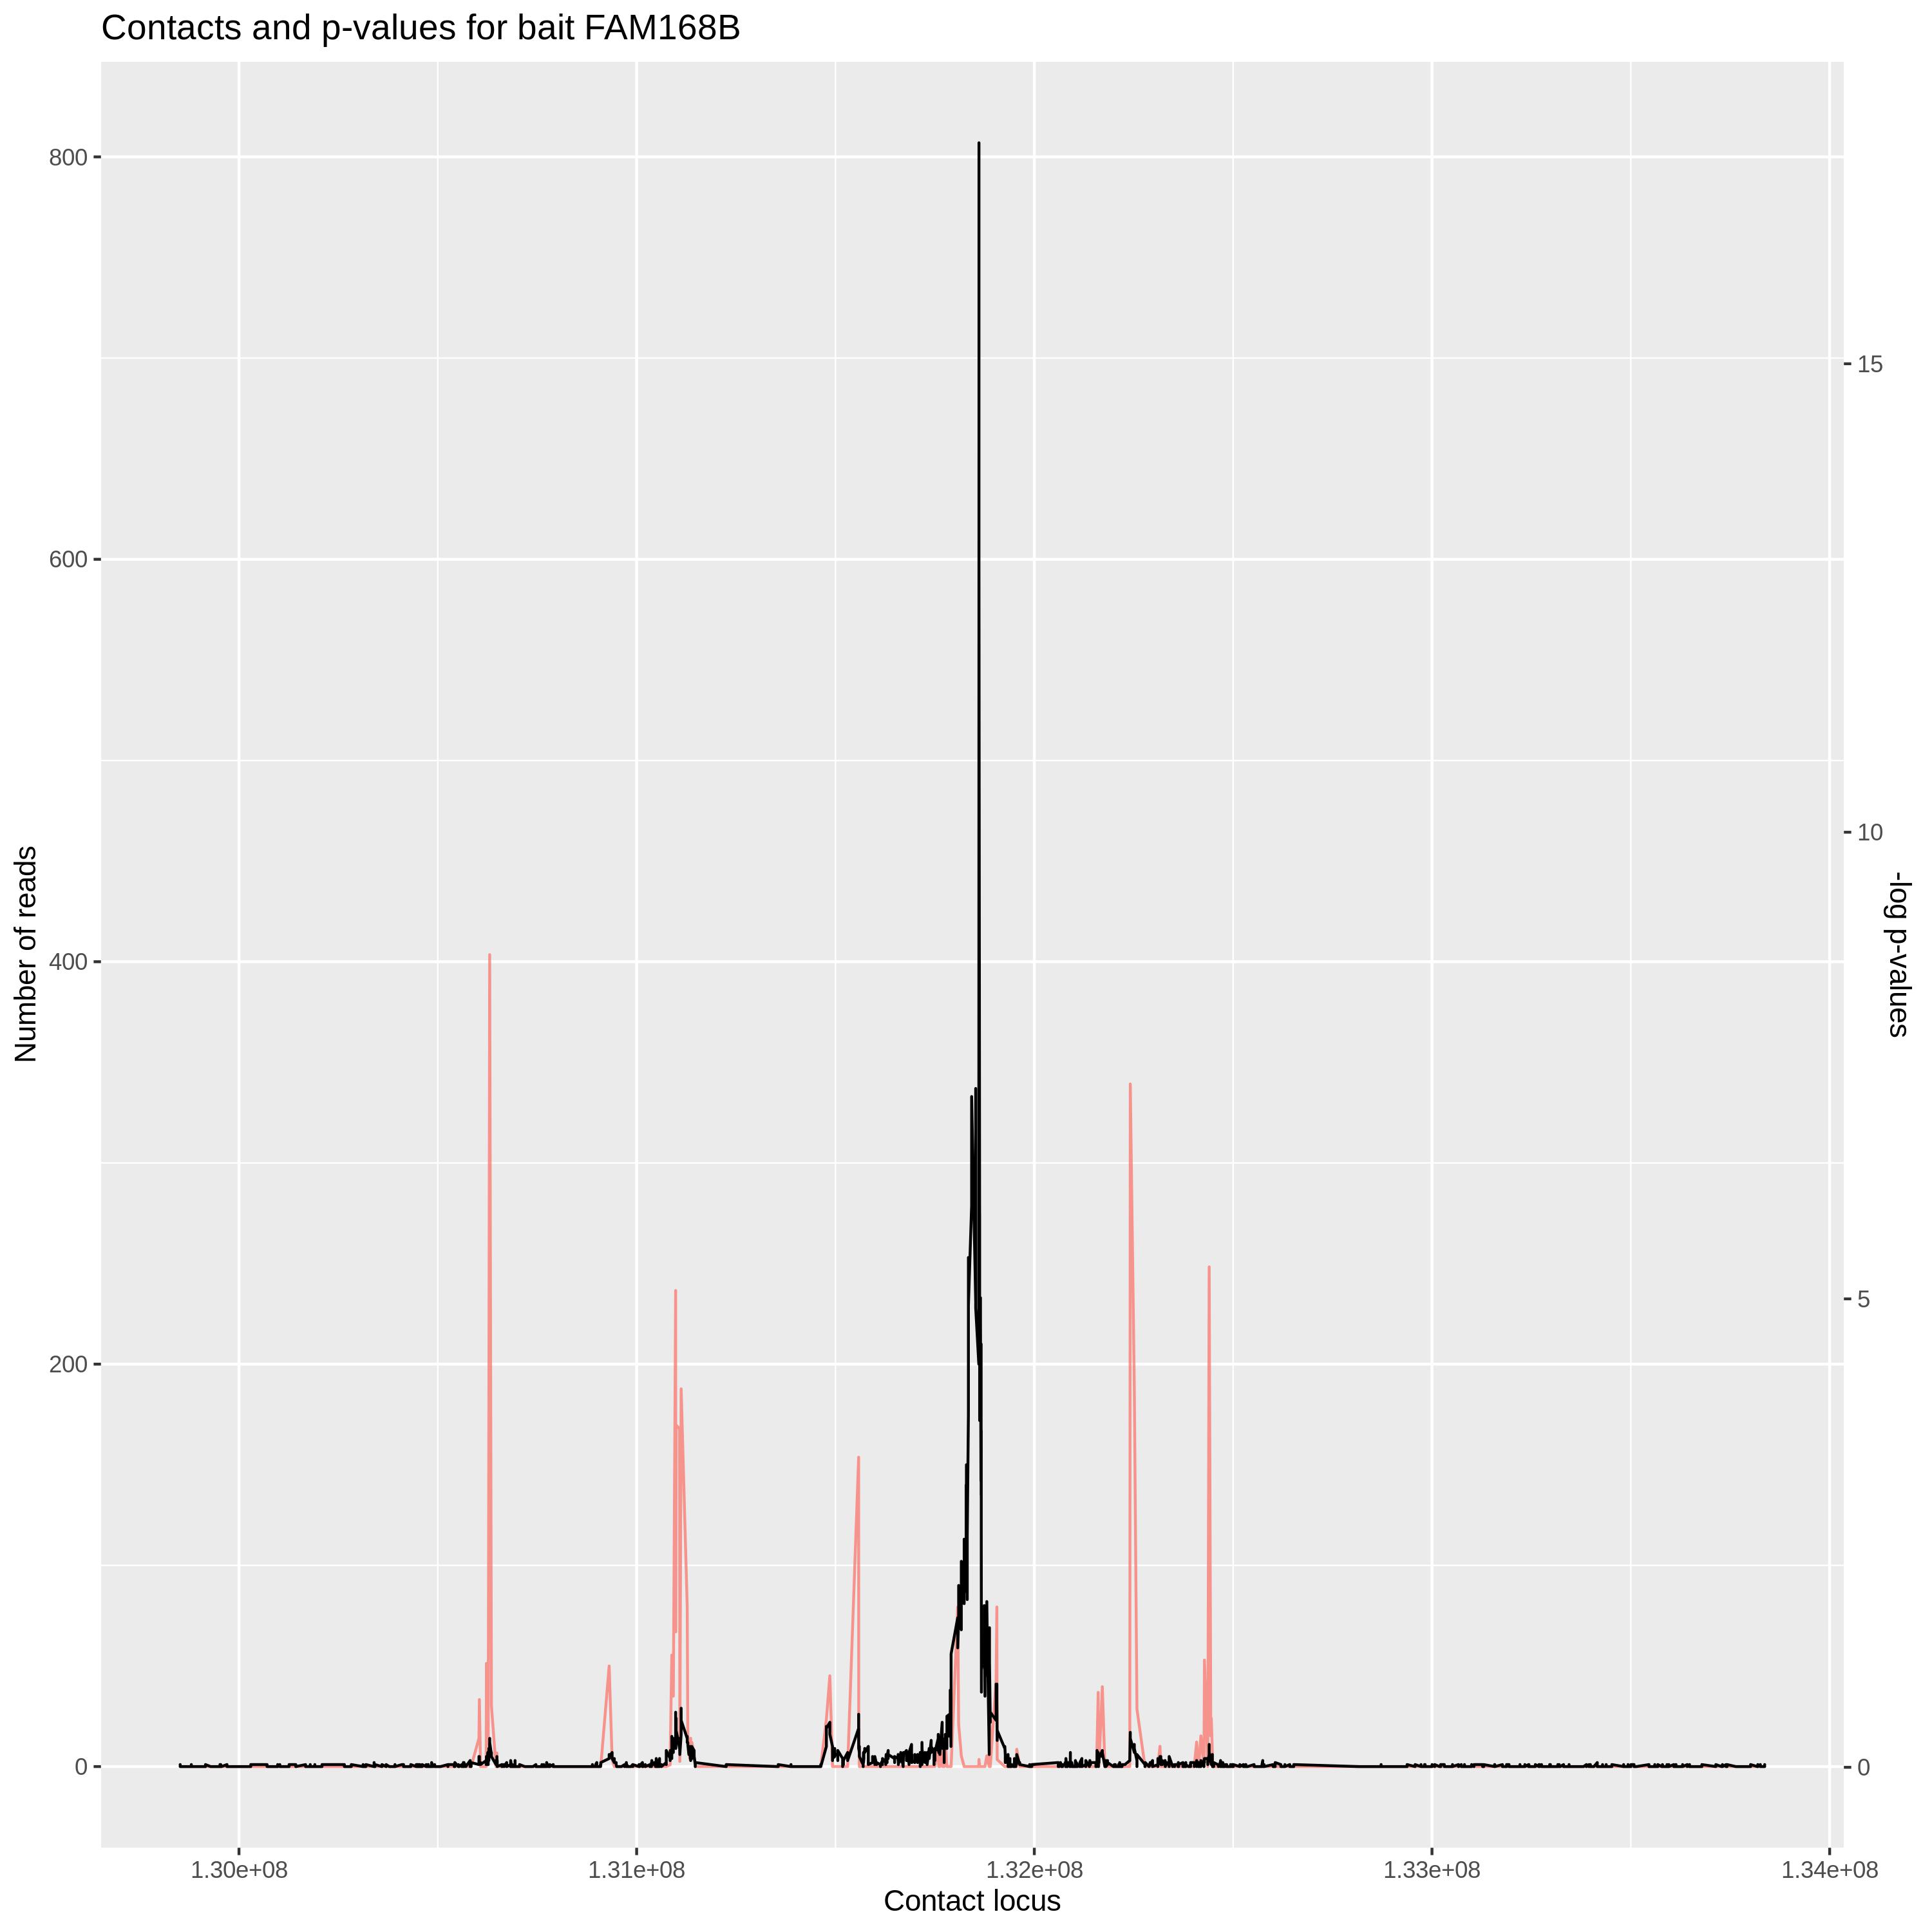 Contacts and p-values for bait FAM168B
800
600
400
200
0
Number of reads
15
10
5
0
-log p-values
1.30e+08
1.31e+08
1.32e+08
1.33e+08
1.34e+08
Contact locus